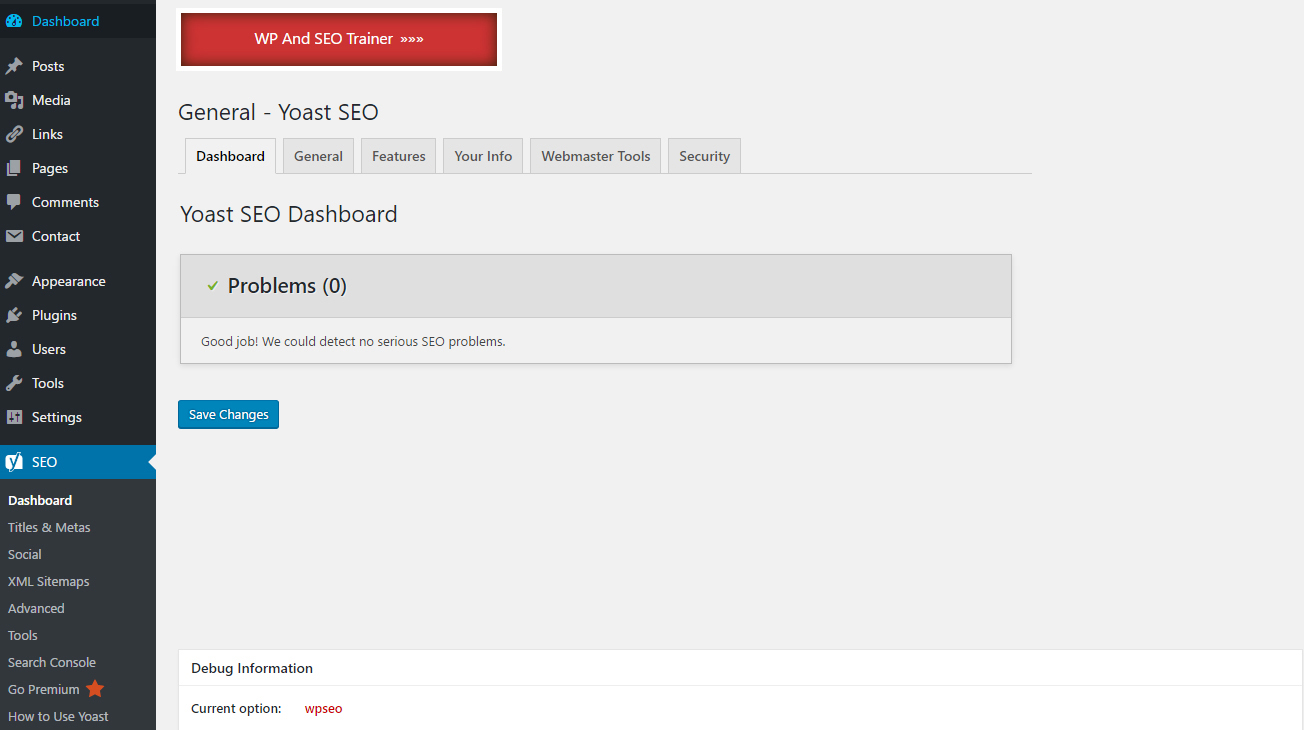 Dashboard
Posts
Media
Links
Pages
Comments
Contact
Appearance
Plugins
Users
Tools
Settings
SEO
Dashboard
Titles & Metas
Social
XML Sitemaps
Advanced
Tools
Search Console
Go Premium
How to Use Yoast
WP And SEO Trainer »»»
General - Yoast SEO
Dashboard General Features Your Info Webmaster Tools Security
Yoast SEO Dashboard
Problems (0)
Good job! We could detect no serious SEO problems.
Save Changes
Debug Information
Current option: wpseo